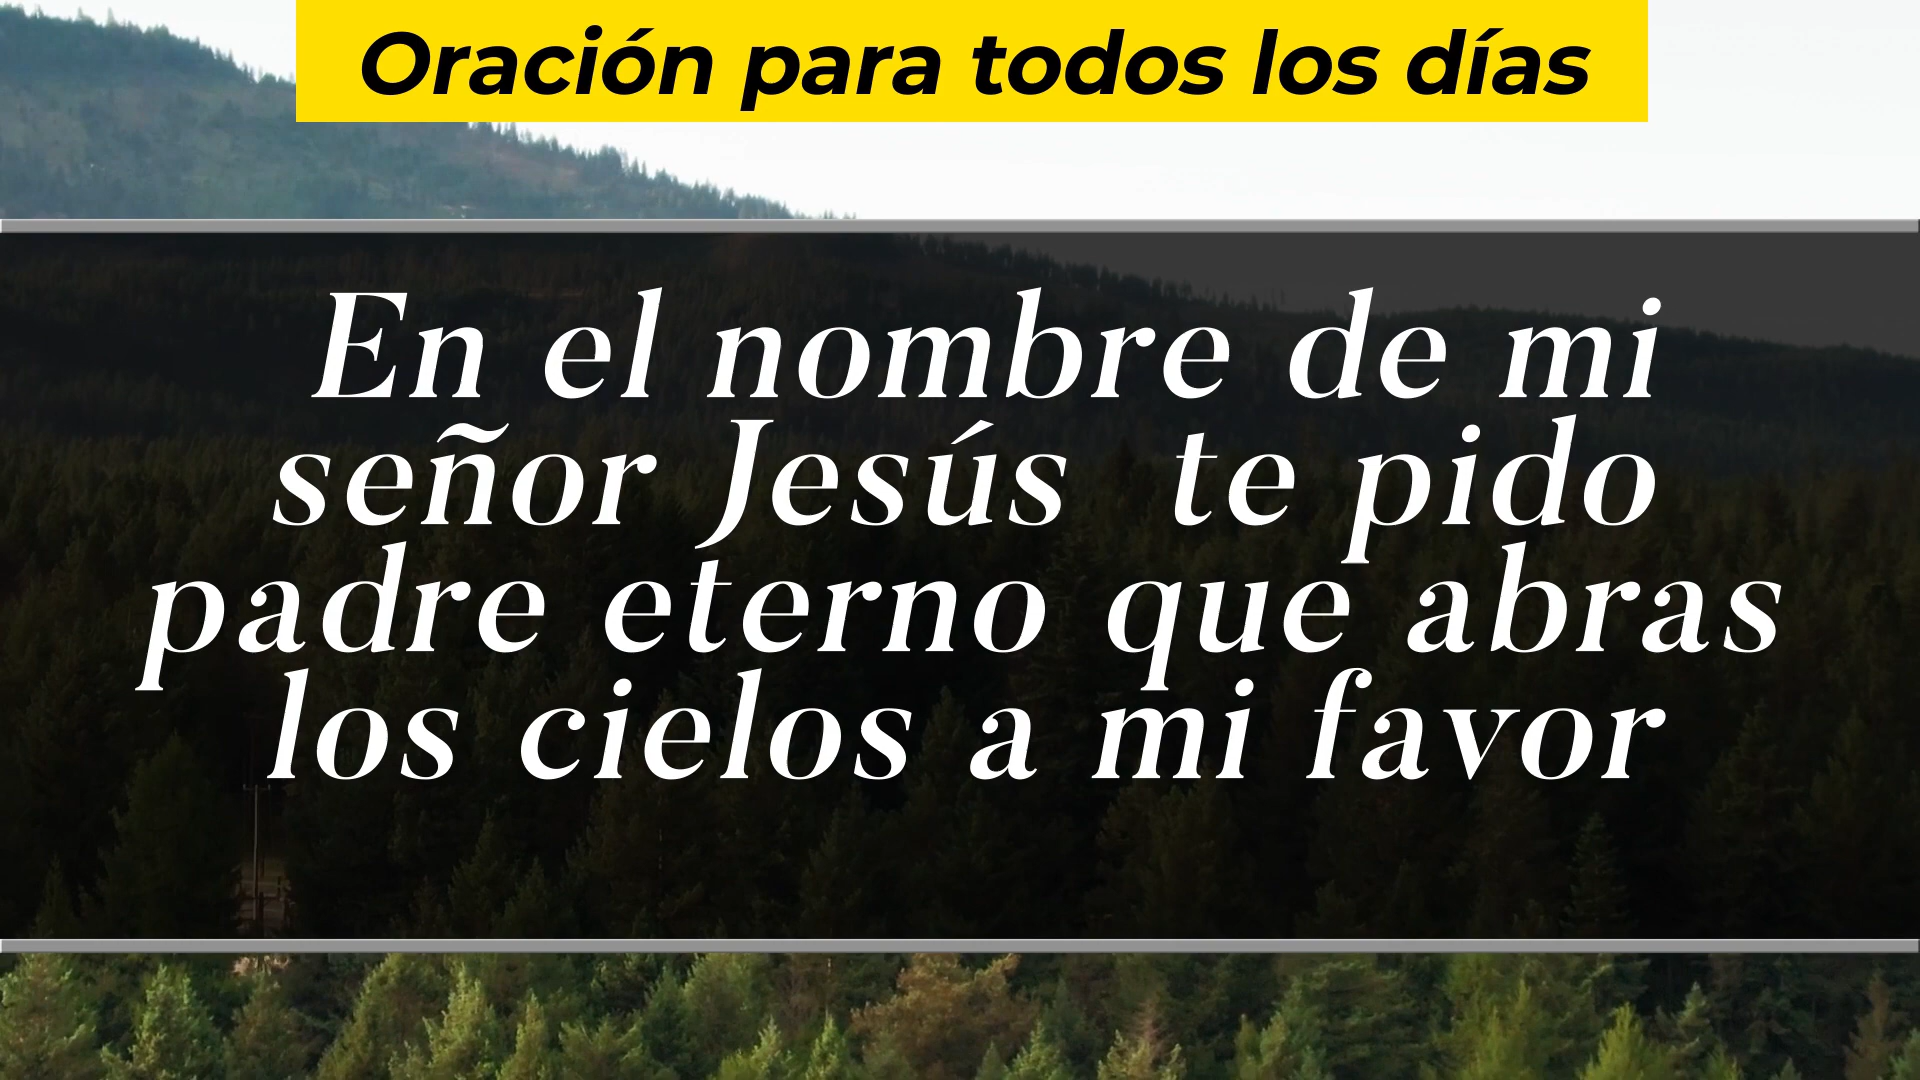 Oración para todos los días
En el nombre de mi
señor Jesús te pido
padre eterno que abras
los cielos a mi favor